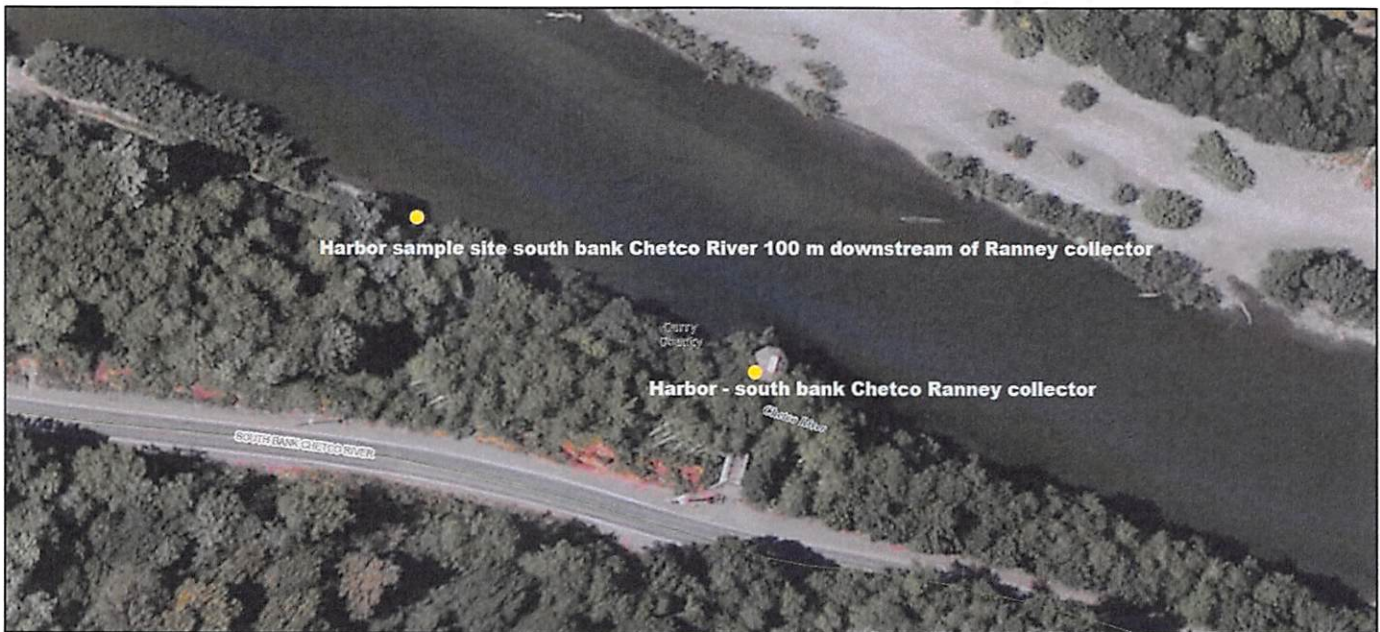 Harbor sample site south bank Chetco River 100 m downstream of Ranney collector
Curry
County
Harbor - south bank Chetco Ranney collector
Chetco River
SOUTH BANK CHETCO RIVER